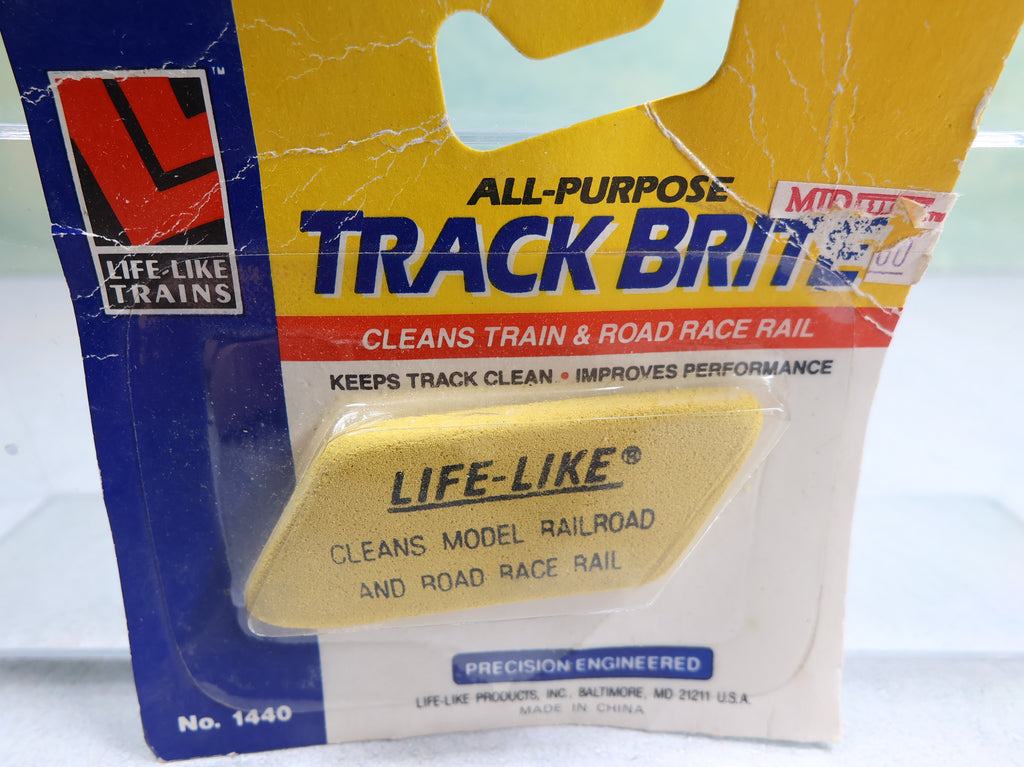 TM
LIFE-LIKE
TRAINS
ALL-PURPOSE
TRACK BRITE
CLEANS TRAIN & ROAD RACE RAIL
KEEPS TRACK CLEAN • IMPROVES PERFORMANCE
LIFE-LIKE®
CLEANS MODEL RAILROAD
AND ROAD RACE RAIL
PRECISION ENGINEERED
LIFE-LIKE PRODUCTS, INC., BALTIMORE, MD 21211 U.S.A.
MADE IN CHINA
No. 1440